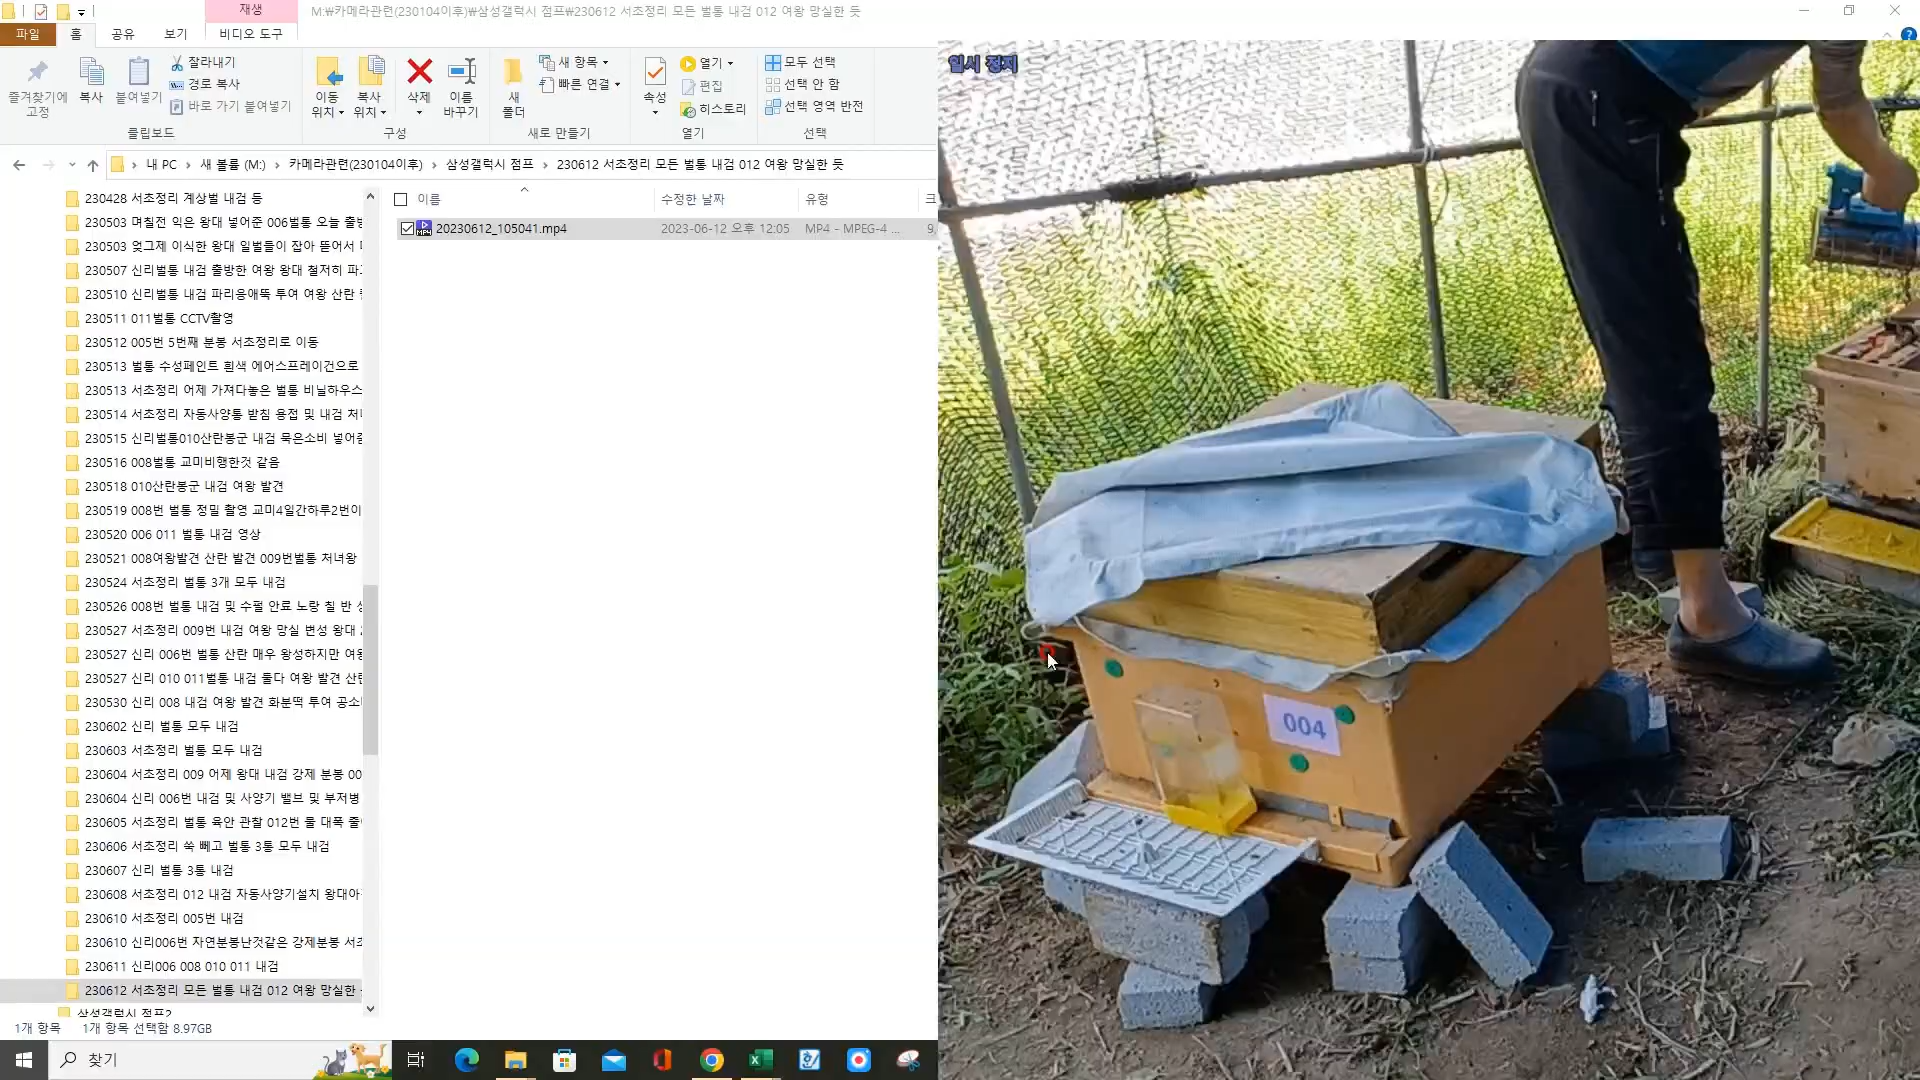 재생
M:₩카메라관련(230104이후)₩삼성갤럭시 점프₩230612 서초정리 모든 벌통 내검 012 여왕 망실한 듯
파일
홈
공유
보기
비디오 도구
즐겨찾기에 고정
복사
붙여넣기
잘라내기
경로 복사
바로 가기 붙여넣기
클립보드
이동 위치
복사 위치
삭제
이름 바꾸기
구성
새 폴더
새 항목
빠른 연결
새로 만들기
속성
열기
편집
히스토리
열기
모두 선택
선택 안 함
선택 영역 반전
선택
내 PC > 새 볼륨 (M:) > 카메라관련(230104이후) > 삼성갤럭시 점프 > 230612 서초정리 모든 벌통 내검 012 여왕 망실한 듯
이름
수정한 날짜
유형
크
20230612_105041.mp4
2023-06-12 오후 12:05
MP4 - MPEG-4 ...
9,
230428 서초정리 계상벌 내검 등
230503 며칠전 익은 왕대 넣어준 006벌통 오늘 출방
230503 엊그제 이식한 왕대 일벌들이 잡아 뜯어서
230507 신리벌통 내검 출방한 여왕 왕대 철저히 파
230510 신리벌통 내검 파리응애뚝 투여 여왕 산란
230511 011벌통 CCTV촬영
230512 005번 5번째 분봉 서초정리로 이동
230513 벌통 수성페인트 흰색 에어스프레이건으로
230513 서초정리 어제 가져다놓은 벌통 비닐하우스
230514 서초정리 자동사양통 받침 용접 및 내검 처
230515 신리벌통010산란봉군 내검 묵은소비 넣어줌
230516 008벌통 교미비행한것 같음
230518 010산란봉군 내검 여왕 발견
230519 008번 벌통 정밀 촬영 교미4일간하루2번이
230520 006 011 벌통 내검 영상
230521 008여왕발견 산란 발견 009번벌통 처녀왕
230524 서초정리 벌통 3개 모두 내검
230526 008번 벌통 내검 및 수펄 안료 노랑 칠 반
230527 서초정리 009번 내검 여왕 망실 변성 왕대
230527 신리 006번 벌통 산란 매우 왕성하지만 여왕
230527 신리 010 011벌통 내검 둘다 여왕 발견 산란
230530 신리 008 내검 여왕 발견 화분떡 투여 공소
230602 신리 벌통 모두 내검
230603 서초정리 벌통 모두 내검
230604 서초정리 009 어제 왕대 내검 강제 분봉 00
230604 신리 006번 내검 및 사양기 밸브 및 부저병
230605 서초정리 벌통 육안 관찰 012번 물 대폭 줄
230606 서초정리 쑥 빼고 벌통 3통 모두 내검
230607 신리 벌통 3통 내검
230608 서초정리 012 내검 자동사양기설치 왕대아
230610 서초정리 005번 내검
230610 신리006번 자연분봉난것같은 강제분봉 서초
230611 신리006 008 010 011 내검
230612 서초정리 모든 벌통 내검 012 여왕 망실한
삼성갤럭시 점프2
1개 항목
1개 항목 선택함 8.97GB
찾기
일시 정지
004